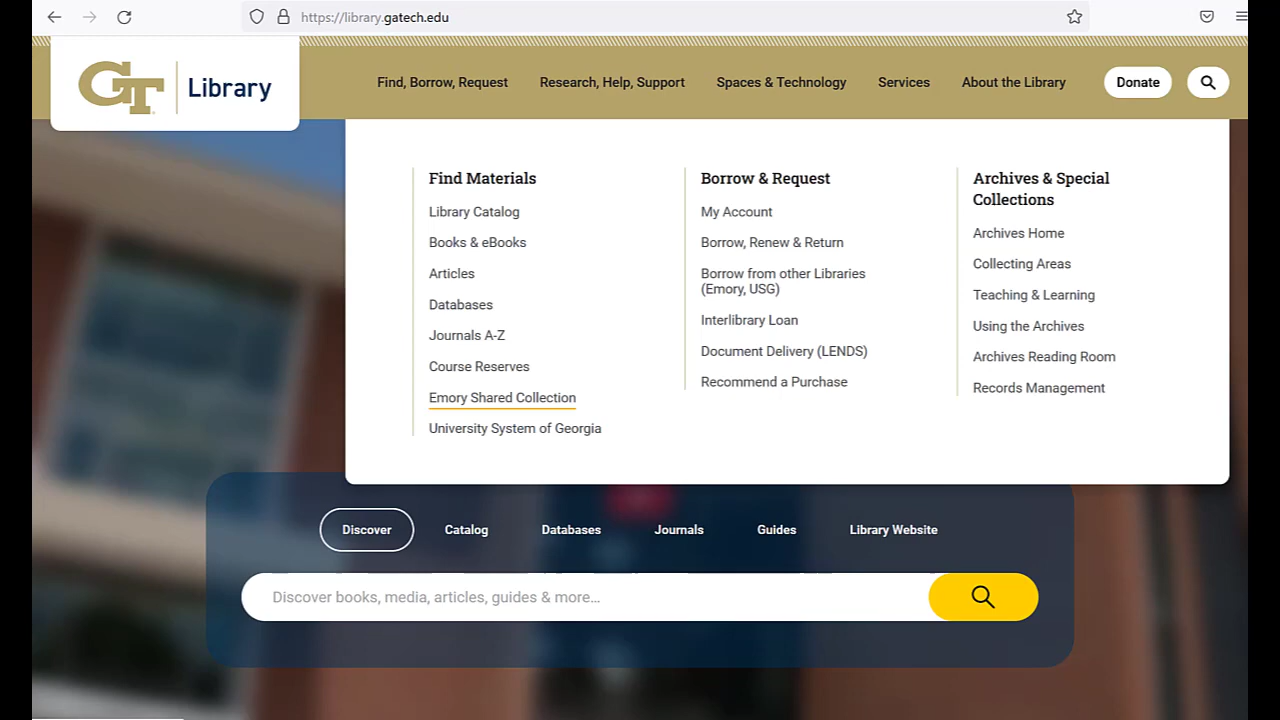 https://library.gatech.edu
GT Library
Find, Borrow, Request
Research, Help, Support
Spaces & Technology
Services
About the Library
Donate
Find Materials
Library Catalog
Books & eBooks
Articles
Databases
Journals A-Z
Course Reserves
Emory Shared Collection
University System of Georgia
Borrow & Request
My Account
Borrow, Renew & Return
Borrow from other Libraries
(Emory, USG)
Interlibrary Loan
Document Delivery (LENDS)
Recommend a Purchase
Archives & Special
Collections
Archives Home
Collecting Areas
Teaching & Learning
Using the Archives
Archives Reading Room
Records Management
Discover
Catalog
Databases
Journals
Guides
Library Website
Discover books, media, articles, guides & more...